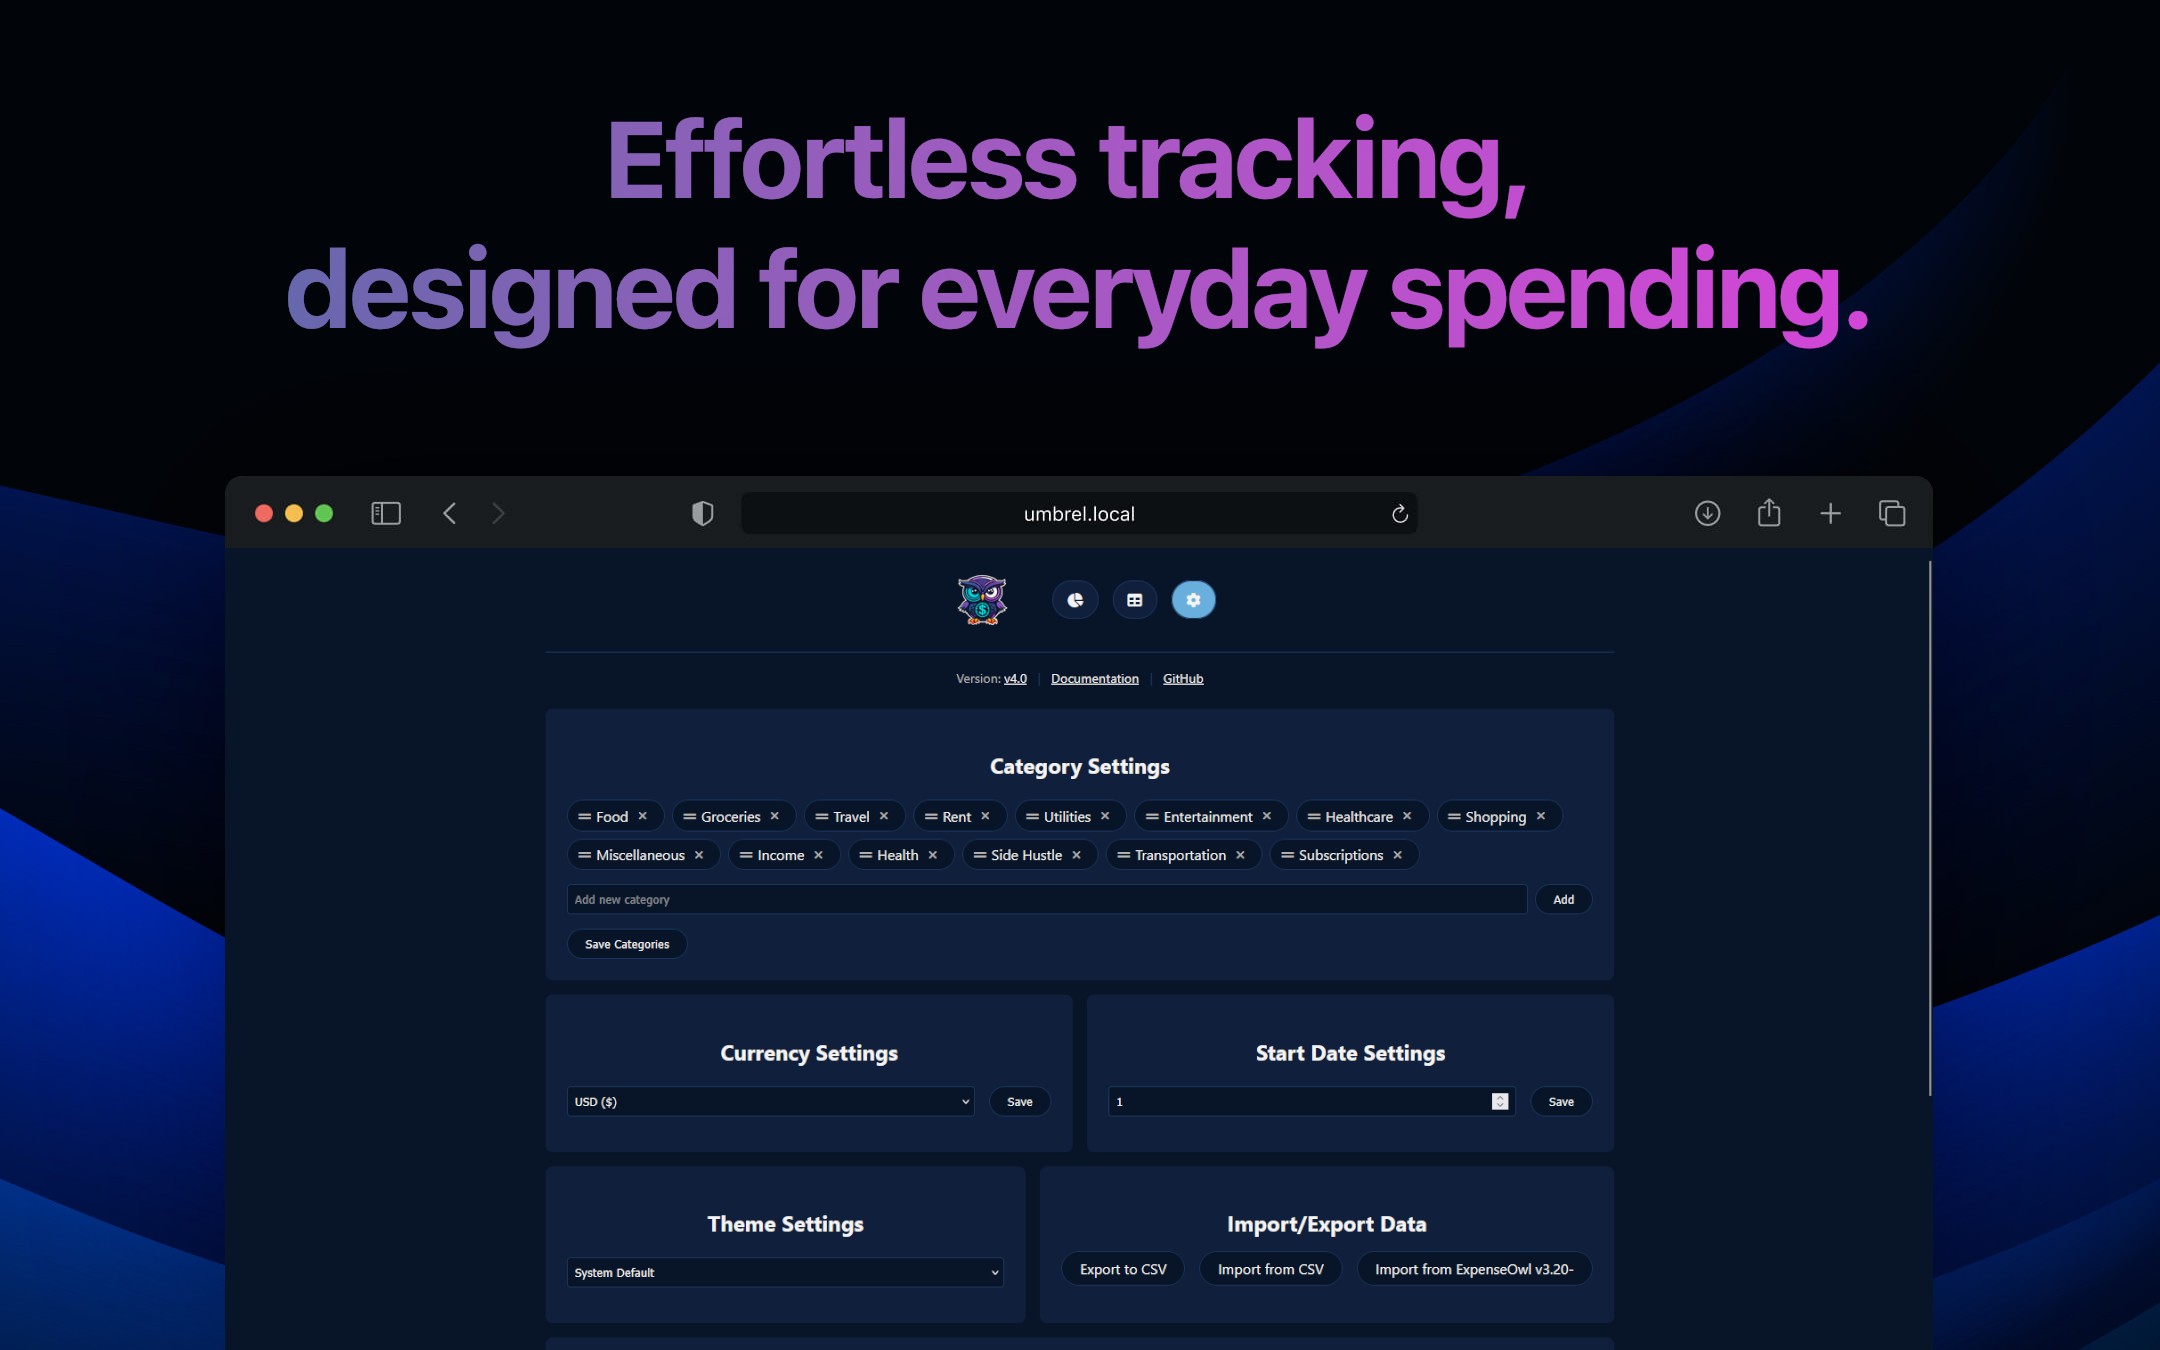 Effortless tracking,
designed for everyday spending.
umbrel.local
$
Version: v4.0 | Documentation | GitHub
Category Settings
Food Groceries Travel Rent Utilities Entertainment Healthcare Shopping
Miscellaneous Income Health Side Hustle Transportation Subscriptions
Add new category Add
Save Categories
Currency Settings
USD ($) Save
Start Date Settings
1 Save
Theme Settings
System Default
Import/Export Data
Export to CSV Import from CSV Import from ExpenseOwl v3.20-